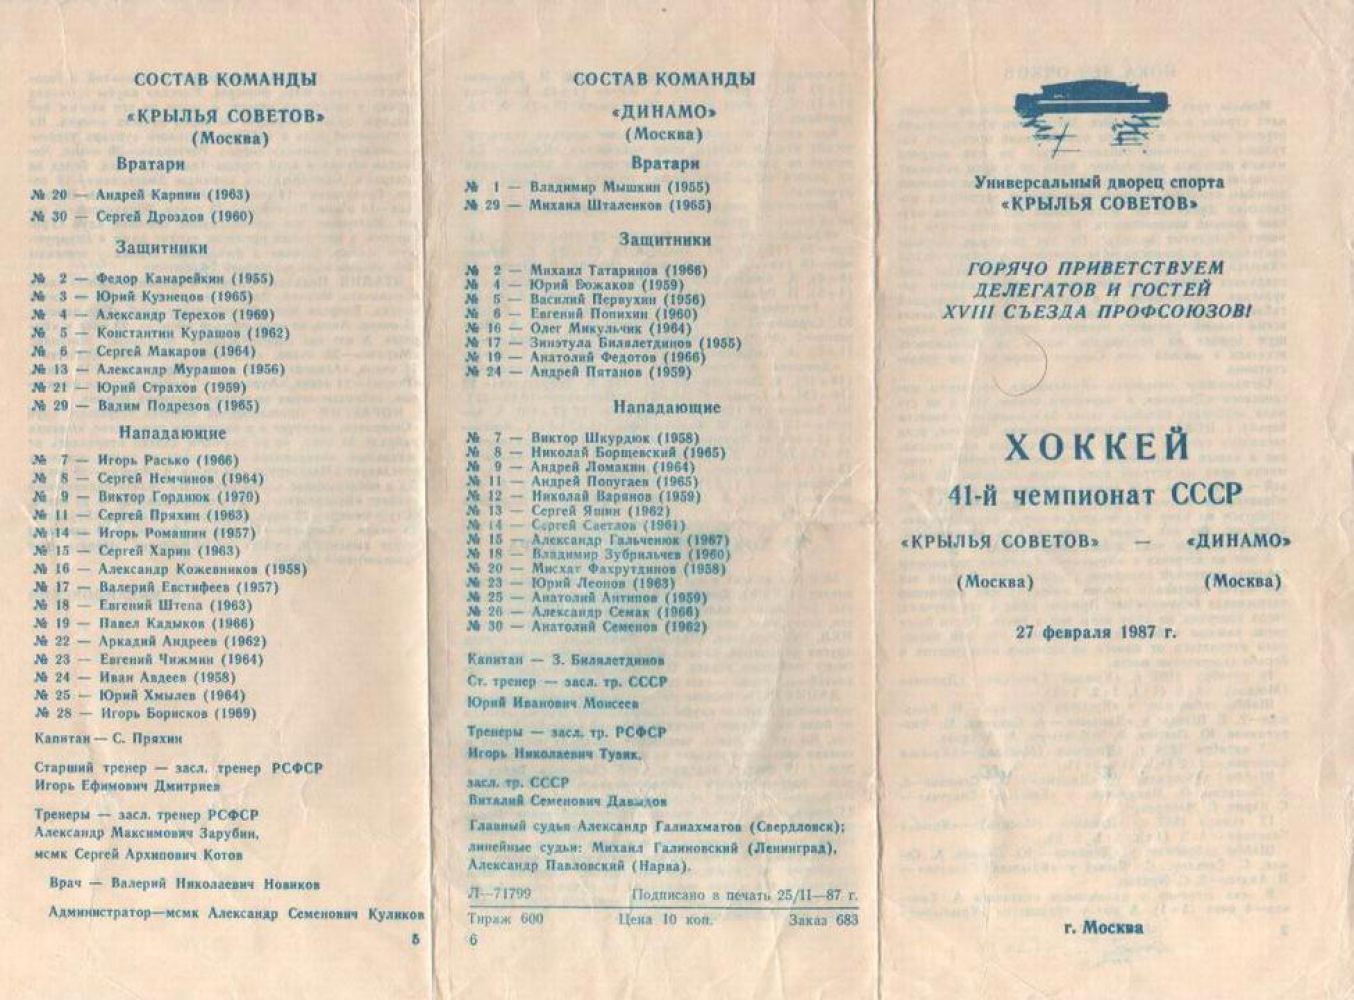 СОСТАВ КОМАНДЫ
«КРЫЛЬЯ СОВЕТОВ»
(Москва)
Вратари
№ 20 — Андрей Карпин (1963)
№ 30 — Сергей Дроздов (1960)
Защитники
№ 2 — Федор Канарейкин (1955)
№ 3 — Юрий Кузнецов (1965)
№ 4 — Александр Терехов (1969)
№ 5 — Константин Курашов (1962)
№ 6 — Сергей Макаров (1964)
№ 13 — Александр Мурашов (1956)
№ 21 — Юрий Страхов (1959)
№ 29 — Вадим Подрезов (1965)
Нападающие
№ 7 — Игорь Расько (1966)
№ 8 — Сергей Немчинов (1964)
№ 9 — Виктор Гордиюк (1970)
№ 11 — Сергей Пряхин (1963)
№ 14 — Игорь Ромашин (1957)
№ 15 — Сергей Харин (1963)
№ 16 — Александр Кожевников (1958)
№ 17 — Валерий Евстифеев (1957)
№ 18 — Евгений Штепа (1963)
№ 19 — Павел Кадыков (1966)
№ 22 — Аркадий Андреев (1962)
№ 23 — Евгений Чижмин (1964)
№ 24 — Иван Авдеев (1958)
№ 25 — Юрий Хмылев (1964)
№ 28 — Игорь Борисков (1969)
Капитан — С. Пряхин
Старший тренер — засл. тренер РСФСР
Игорь Ефимович Дмитриев
Тренеры — засл. тренер РСФСР
Александр Максимович Зарубин,
мсмк Сергей Архипович Котов
Врач — Валерий Николаевич Новиков
Администратор—мсмк Александр Семенович Куликов
5
СОСТАВ КОМАНДЫ
«ДИНАМО»
(Москва)
Вратари
№ 1 — Владимир Мышкин (1955)
№ 29 — Михаил Шталенков (1965)
Защитники
№ 2 — Михаил Татаринов (1966)
№ 4 — Юрий Вожаков (1959)
№ 5 — Василий Первухин (1956)
№ 6 — Евгений Попихин (1960)
№ 16 — Олег Микульчик (1964)
№ 17 — Зинэтула Билялетдинов (1955)
№ 19 — Анатолий Федотов (1966)
№ 24 — Андрей Пятанов (1959)
Нападающие
№ 7 — Виктор Шкурдюк (1958)
№ 8 — Николай Борщевский (1965)
№ 9 — Андрей Ломакин (1964)
№ 11 — Андрей Попугаев (1965)
№ 12 — Николай Варянов (1959)
№ 13 — Сергей Яшин (1962)
№ 14 — Сергей Светлов (1961)
№ 15 — Александр Гальченюк (1967)
№ 18 — Владимир Зубрильчев (1960)
№ 20 — Мисхат Фахрутдинов (1958)
№ 23 — Юрий Леонов (1963)
№ 25 — Анатолий Антипов (1959)
№ 26 — Александр Семак (1966)
№ 30 — Анатолий Семенов (1962)
Капитан — З. Билялетдинов
Ст. тренер — засл. тр. СССР
Юрий Иванович Моисеев
Тренеры — засл. тр. РСФСР
Игорь Николаевич Тузик,
засл. тр. СССР
Виталий Семенович Давыдов
Главный судья Александр Галиахматов (Свердловск);
линейные судьи: Михаил Галиновский (Ленинград),
Александр Павловский (Нарва).
Л—71799 Подписано в печать 25/II—87 г.
Тираж 600 Цена 10 коп. Заказ 683
6
Универсальный дворец спорта
«КРЫЛЬЯ СОВЕТОВ»
ГОРЯЧО ПРИВЕТСТВУЕМ
ДЕЛЕГАТОВ И ГОСТЕЙ
XVIII СЪЕЗДА ПРОФСОЮЗОВ!
ХОККЕЙ
41-й чемпионат СССР
«КРЫЛЬЯ СОВЕТОВ» — «ДИНАМО»
(Москва) (Москва)
27 февраля 1987 г.
г. Москва